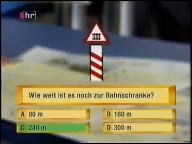 hr
Wie weit ist es noch zur Bahnschranke?
A 80 m
B 160 m
C 240 m
D 300 m